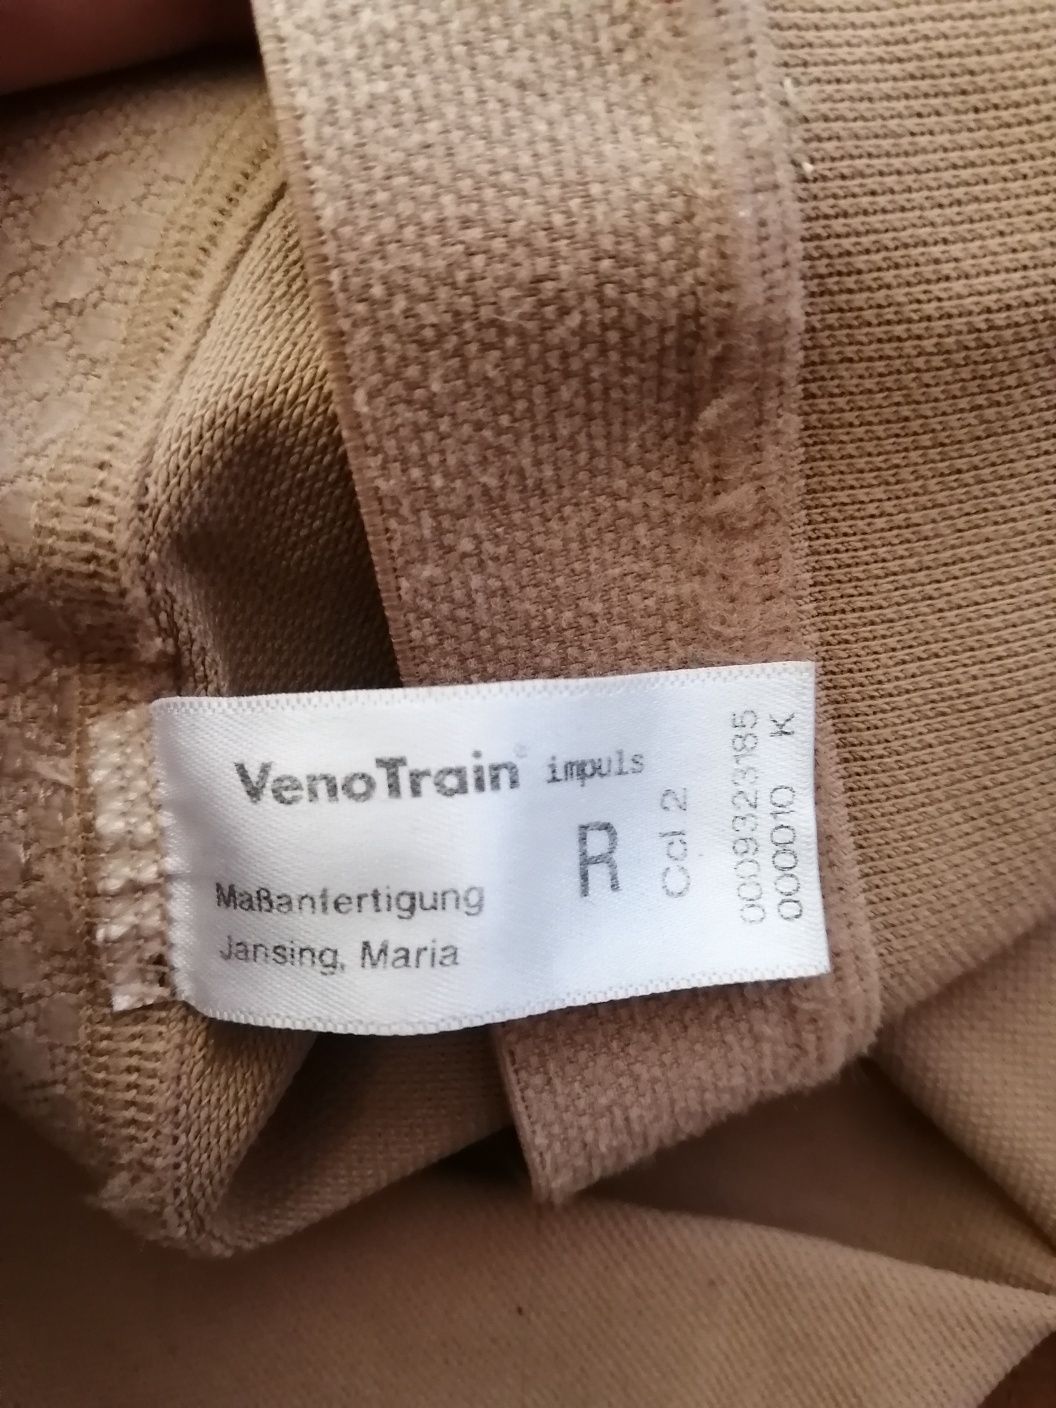 VenoTrain® impuls
R
Maßanfertigung
Jansing, Maria
Ccl 2
0009323185
000010 K